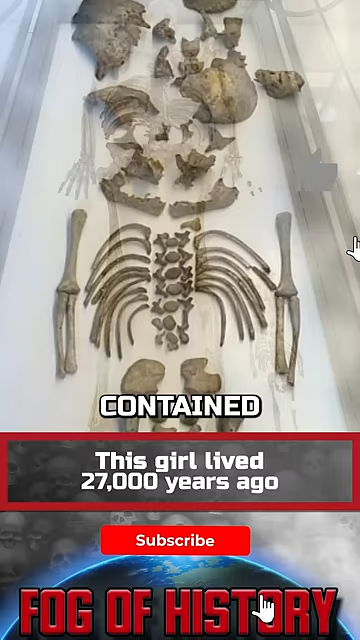 CONTAINED
This girl lived
27,000 years ago
Subscribe
FOG OF HISTORY